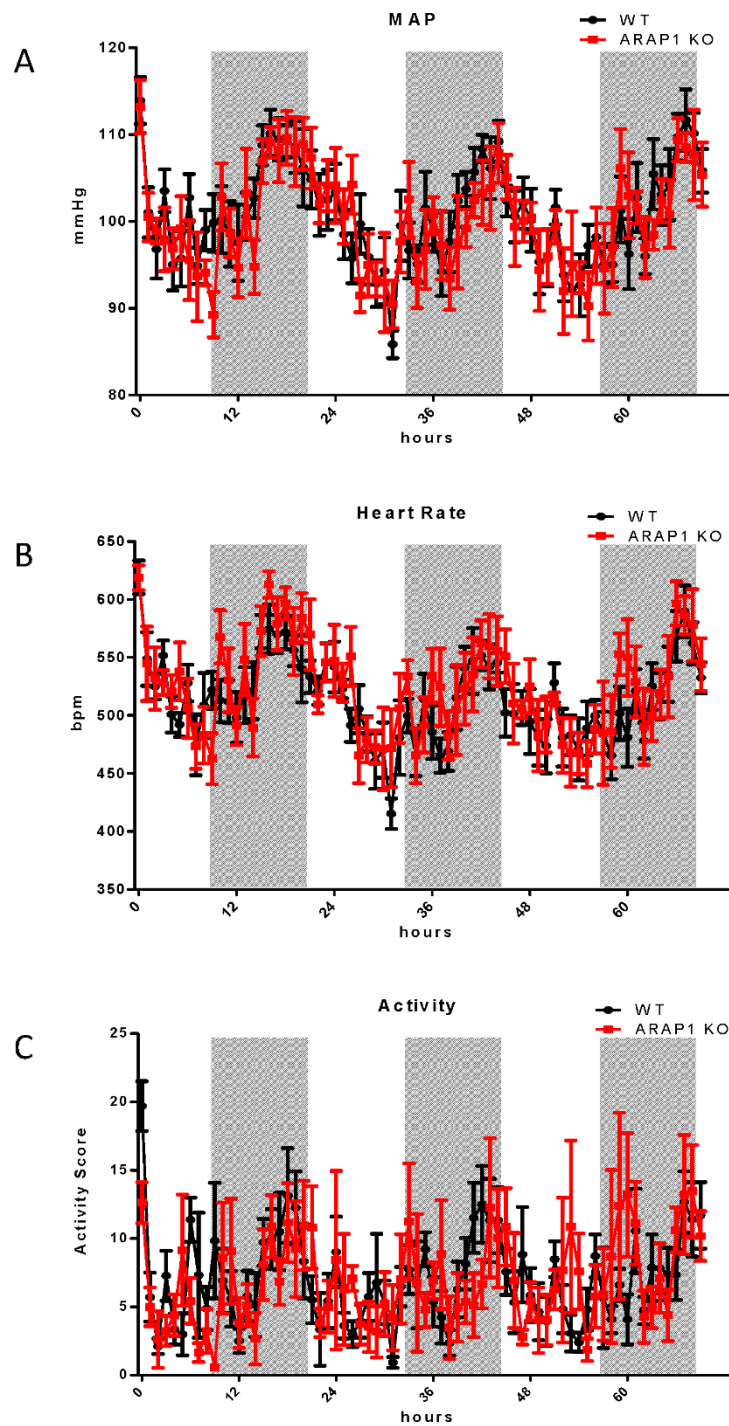 MAP
WT
ARAP1 KO
A
120
110
100
90
80
mmHg
0
12
24
36
48
60
hours
Heart Rate
WT
ARAP1 KO
B
650
600
550
500
450
400
350
bpm
0
12
24
36
48
60
hours
Activity
WT
ARAP1 KO
C
25
20
15
10
5
0
Activity Score
0
12
24
36
48
60
hours